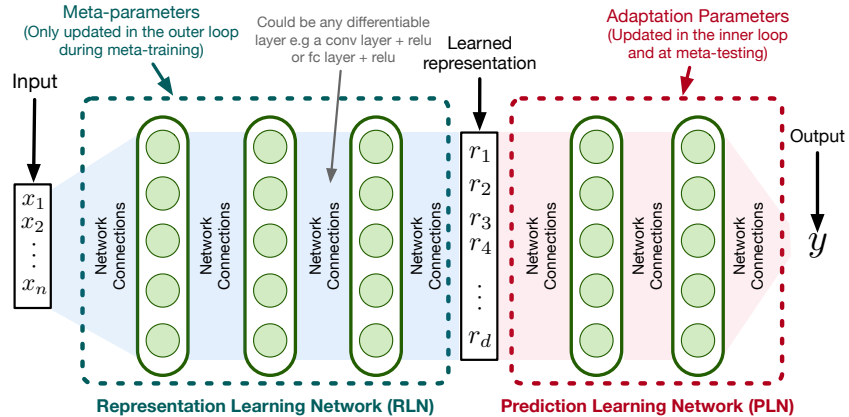 Meta-parameters
(Only updated in the outer loop
during meta-training)
Could be any differentiable
layer e.g a conv layer + relu
or fc layer + relu
Learned
representation
Adaptation Parameters
(Updated in the inner loop
and at meta-testing)
Input
Output
x₁
x₂
⋮
xₙ
Network
Connections
Network
Connections
Network
Connections
Network
Connections
r₁
r₂
r₃
r₄
⋮
r_d
Network
Connections
Network
Connections
Network
Connections
y
Representation Learning Network (RLN)
Prediction Learning Network (PLN)